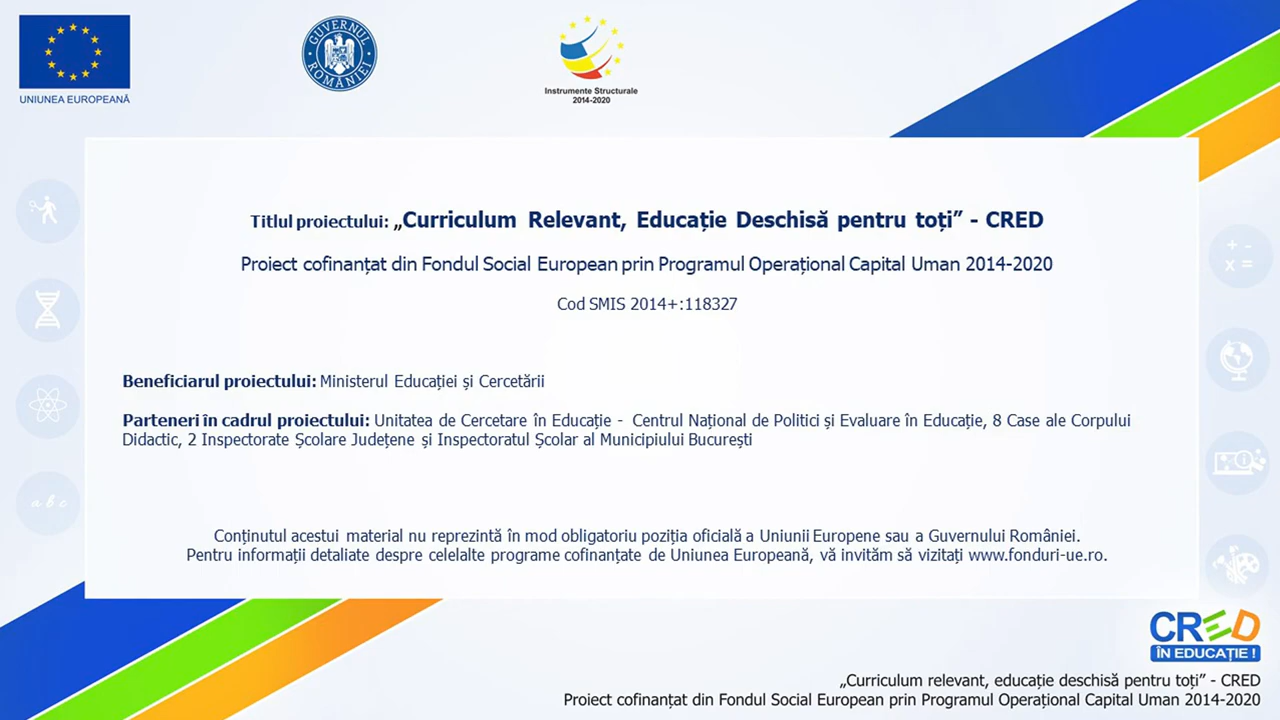 UNIUNEA EUROPEANĂ
GUVERNUL ROMÂNIEI
Instrumente Structurale
2014-2020
Titlul proiectului: „Curriculum Relevant, Educație Deschisă pentru toți” - CRED
Proiect cofinanțat din Fondul Social European prin Programul Operațional Capital Uman 2014-2020
Cod SMIS 2014+:118327
Beneficiarul proiectului: Ministerul Educației și Cercetării
Parteneri în cadrul proiectului: Unitatea de Cercetare în Educație - Centrul Național de Politici și Evaluare în Educație, 8 Case ale Corpului
Didactic, 2 Inspectorate Școlare Județene și Inspectoratul Școlar al Municipiului București
a b c
Conținutul acestui material nu reprezintă în mod obligatoriu poziția oficială a Uniunii Europene sau a Guvernului României.
Pentru informații detaliate despre celelalte programe cofinanțate de Uniunea Europeană, vă invităm să vizitați www.fonduri-ue.ro.
CRED
ÎN EDUCAȚIE !
„Curriculum relevant, educație deschisă pentru toți” - CRED
Proiect cofinanțat din Fondul Social European prin Programul Operațional Capital Uman 2014-2020